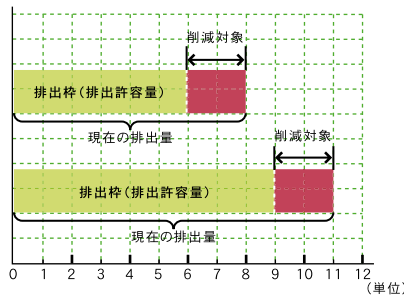 削減対象
排出枠（排出許容量）
現在の排出量
削減対象
排出枠（排出許容量）
現在の排出量
0 1 2 3 4 5 6 7 8 9 10 11 12
（単位）